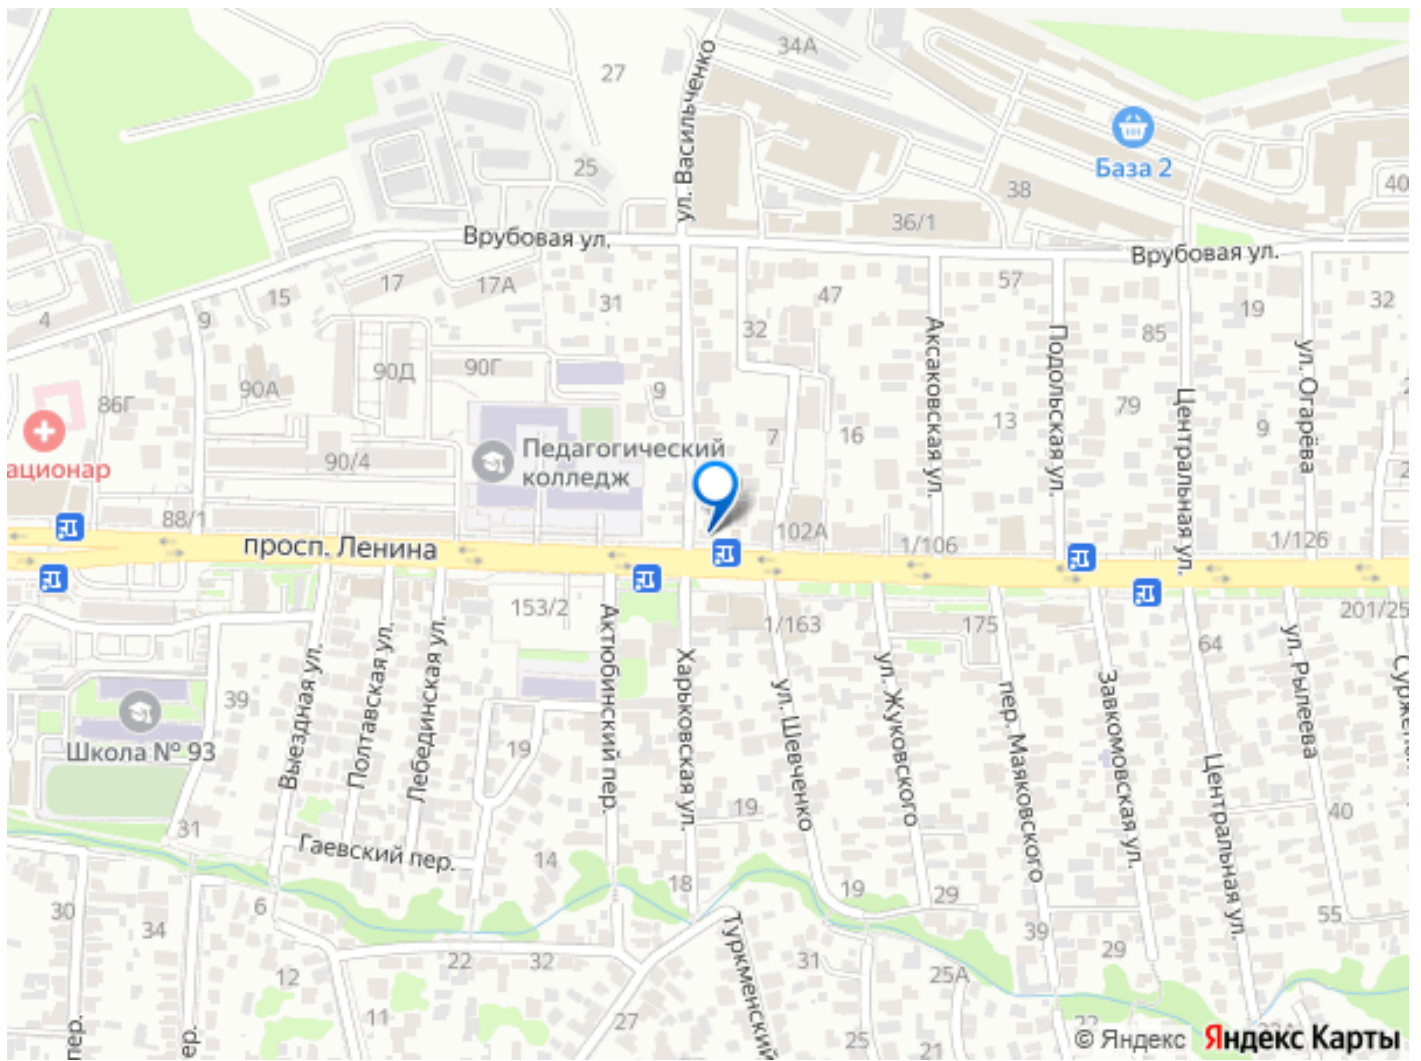 34А
27
ул. Васильченко
База 2
25
38
40
36/1
Врубовая ул.
Врубовая ул.
17
17А
57
15
31
47
19
32
4
9
32
85
Аксаковская ул.
Подольская ул.
ул. Огарёва
90Д
90Г
90А
9
86Г
79
Центральная ул.
13
9
7
16
Педагогический
колледж
90/4
ационар
88/1
102А
просп. Ленина
1/106
1/126
153/2
1/163
175
201/25
64
Актюбинский пер.
Харьковская ул.
ул. Шевченко
ул. Жуковского
пер. Маяковского
Завкомовская ул.
Центральная ул.
ул. Рылеева
Выездная ул.
Полтавская ул.
Лебединская ул.
39
Школа № 93
19
19
40
31
Гаевский пер.
14
18
19
29
30
6
34
55
39
29
Туркменский
22
32
12
31
25А
11
27
25
21
22
пер.
ер.
© Яндекс
Яндекс Карты